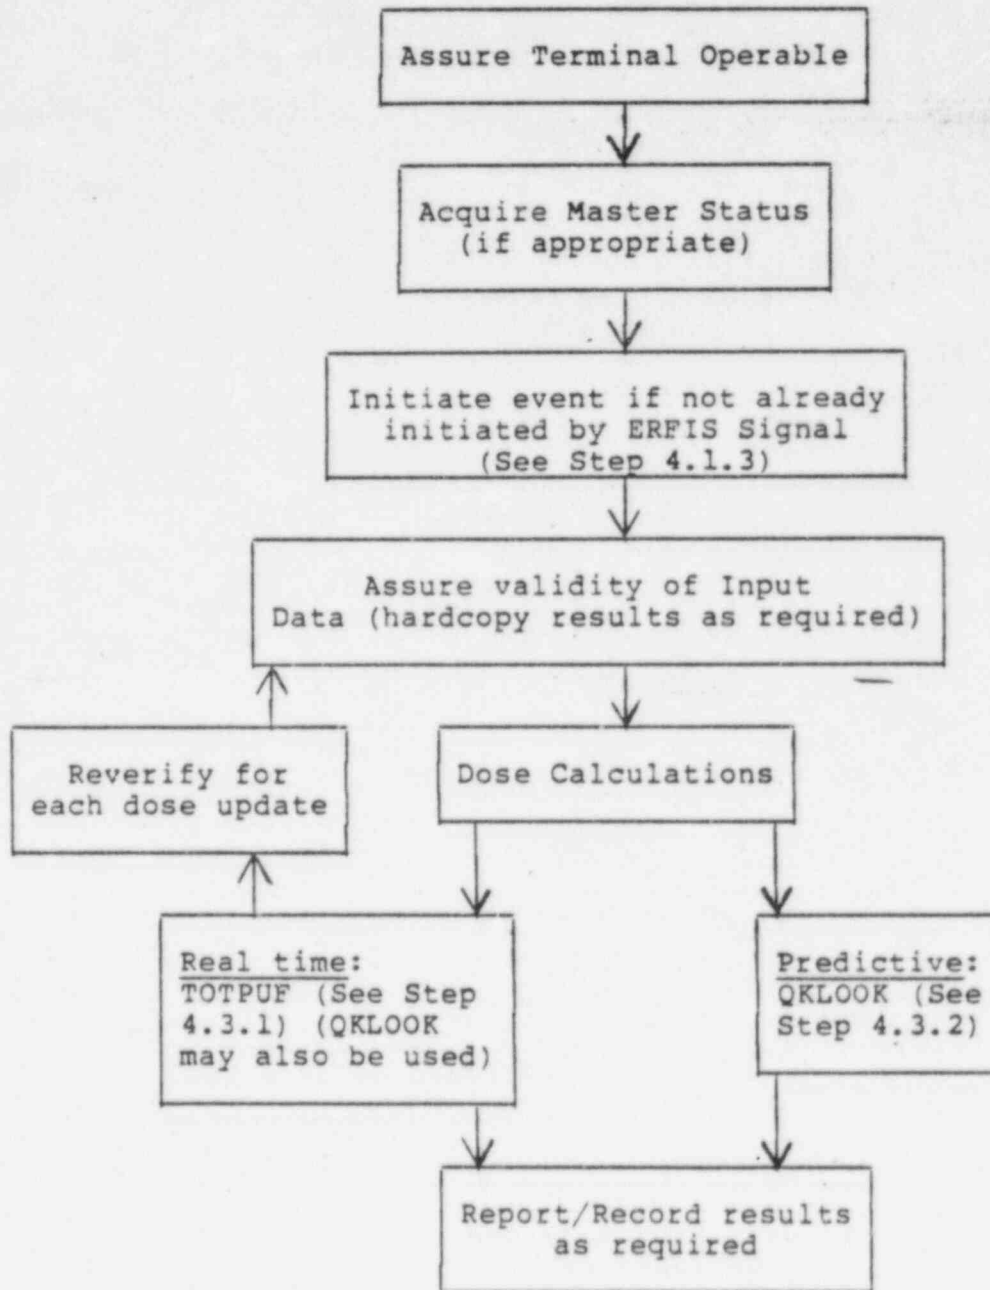 Assure Terminal Operable
Acquire Master Status
(if appropriate)
Initiate event if not already
initiated by ERFIS Signal
(See Step 4.1.3)
Assure validity of Input
Data (hardcopy results as required)
Reverify for
each dose update
Dose Calculations
Real time:
TOTPUF (See Step
4.3.1) (QKLOOK
may also be used)
Predictive:
QKLOOK (See
Step 4.3.2)
Report/Record results
as required